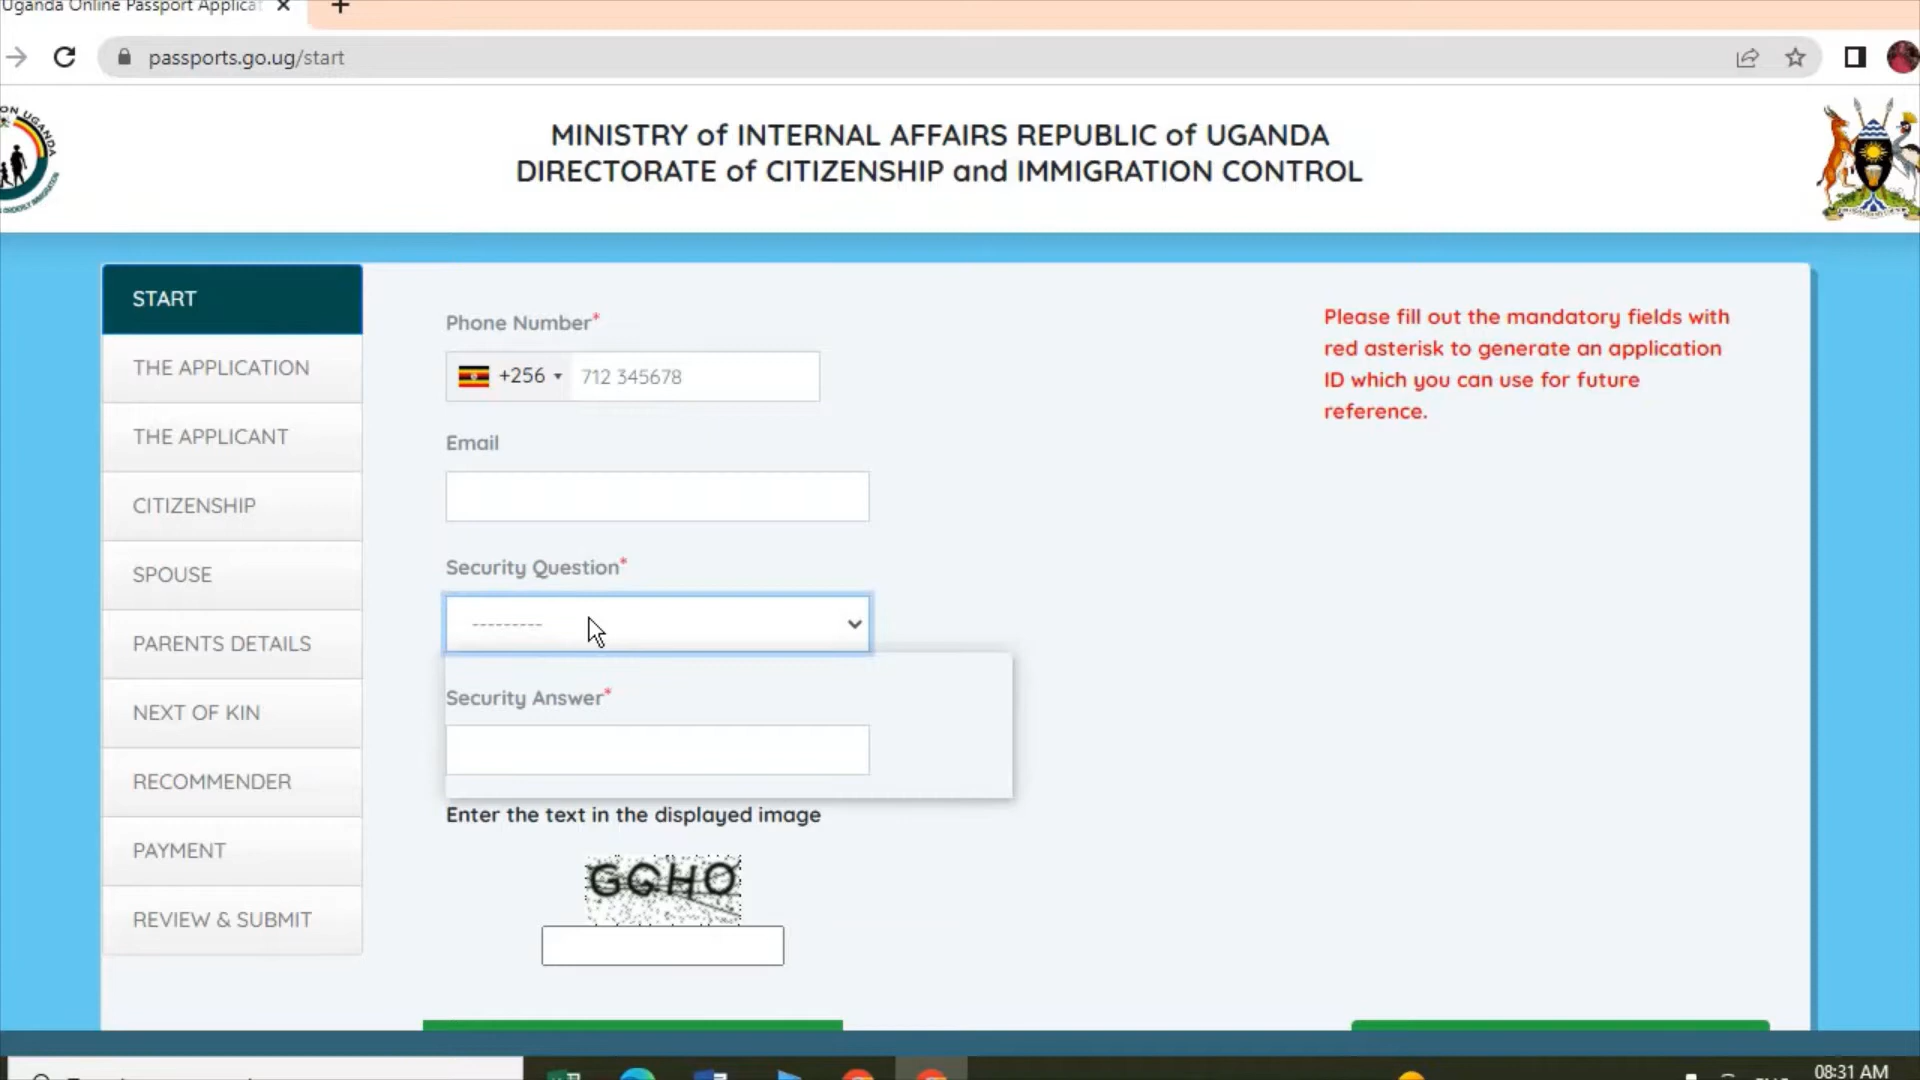 Uganda Online Passport Applicat
passports.go.ug/start
MINISTRY of INTERNAL AFFAIRS REPUBLIC of UGANDA
DIRECTORATE of CITIZENSHIP and IMMIGRATION CONTROL
START
THE APPLICATION
THE APPLICANT
CITIZENSHIP
SPOUSE
PARENTS DETAILS
NEXT OF KIN
RECOMMENDER
PAYMENT
REVIEW & SUBMIT
Phone Number*
+256 712 345678
Email
Security Question*
---------
Security Answer*
Enter the text in the displayed image
GGHO
Please fill out the mandatory fields with
red asterisk to generate an application
ID which you can use for future
reference.
08:31 AM